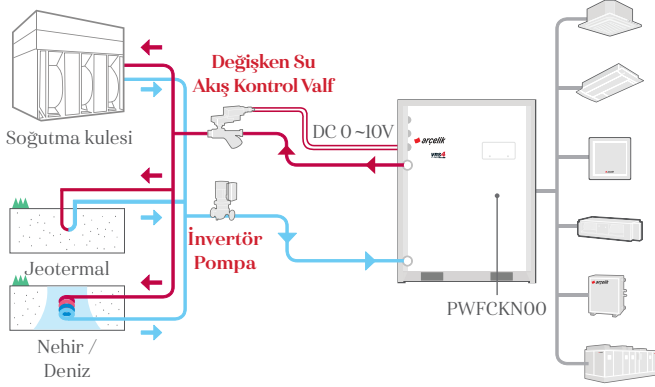 Değişken Su
Akış Kontrol Valf
Soğutma kulesi
DC 0 ~10V
arçelik
Jeotermal
İnvertör
Pompa
PWFCKN00
arçelik
Nehir /
Deniz